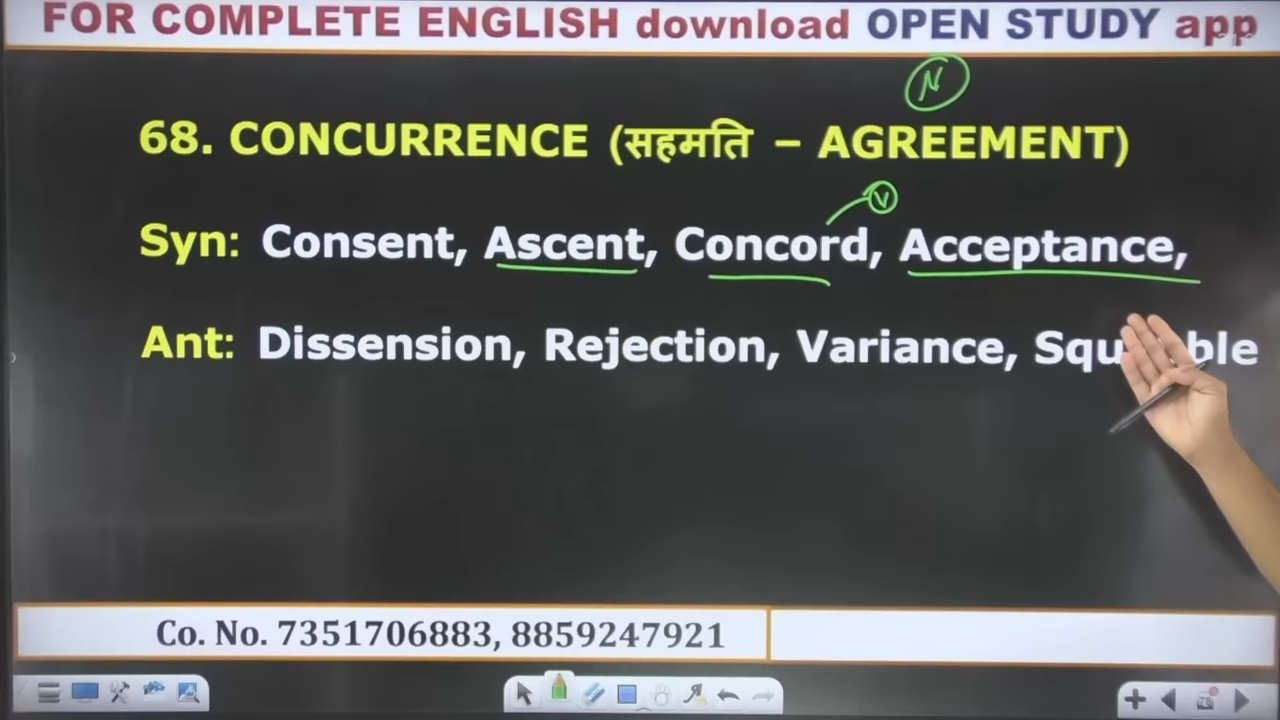 FOR COMPLETE ENGLISH download OPEN STUDY app
N
68. CONCURRENCE (सहमति – AGREEMENT)
V
Syn: Consent, Ascent, Concord, Acceptance,
Ant: Dissension, Rejection, Variance,
Co. No. 7351706883, 8859247921